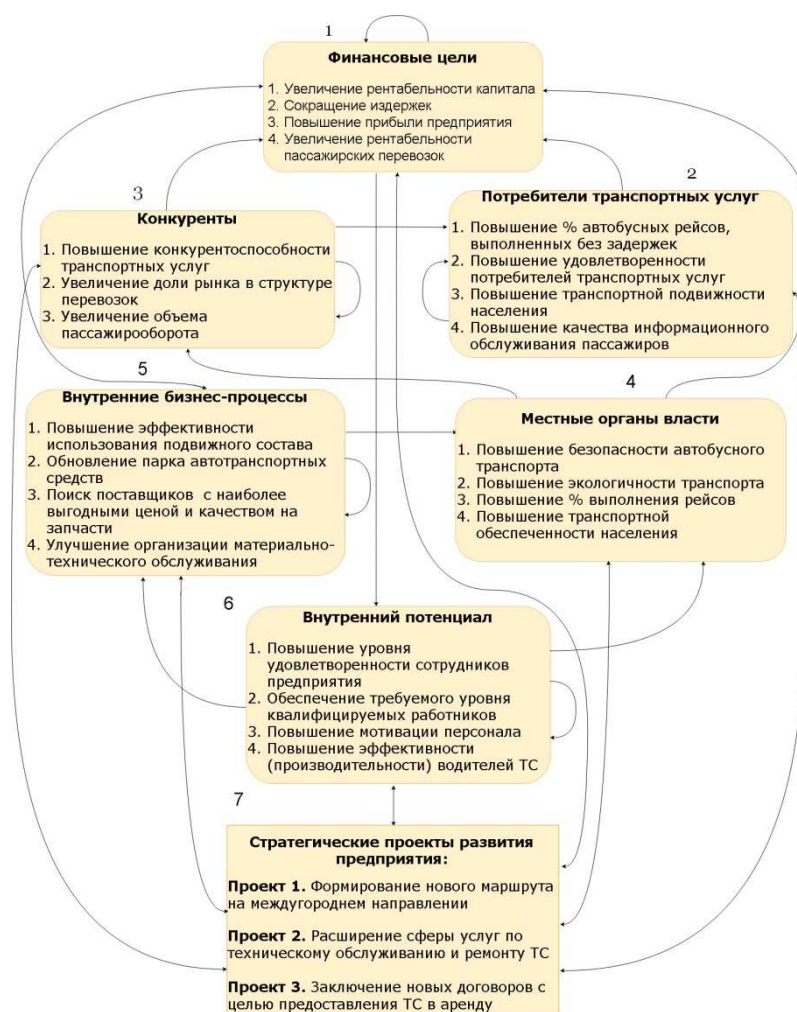 1
Финансовые цели
1. Увеличение рентабельности капитала
2. Сокращение издержек
3. Повышение прибыли предприятия
4. Увеличение рентабельности
пассажирских перевозок
3
Конкуренты
1. Повышение конкурентоспособности
транспортных услуг
2. Увеличение доли рынка в структуре
перевозок
3. Увеличение объема
пассажирооборота
2
Потребители транспортных услуг
1. Повышение % автобусных рейсов,
выполненных без задержек
2. Повышение удовлетворенности
потребителей транспортных услуг
3. Повышение транспортной подвижности
населения
4. Повышение качества информационного
обслуживания пассажиров
5
Внутренние бизнес-процессы
1. Повышение эффективности
использования подвижного состава
2. Обновление парка автотранспортных
средств
3. Поиск поставщиков с наиболее
выгодными ценой и качеством на
запчасти
4. Улучшение организации материально-
технического обслуживания
4
Местные органы власти
1. Повышение безопасности автобусного
транспорта
2. Повышение экологичности транспорта
3. Повышение % выполнения рейсов
4. Повышение транспортной
обеспеченности населения
6
Внутренний потенциал
1. Повышение уровня
удовлетворенности сотрудников
предприятия
2. Обеспечение требуемого уровня
квалифицируемых работников
3. Повышение мотивации персонала
4. Повышение эффективности
(производительности) водителей ТС
7
Стратегические проекты развития
предприятия:
Проект 1. Формирование нового маршрута
на междугороднем направлении
Проект 2. Расширение сферы услуг по
техническому обслуживанию и ремонту ТС
Проект 3. Заключение новых договоров с
целью предоставления ТС в аренду